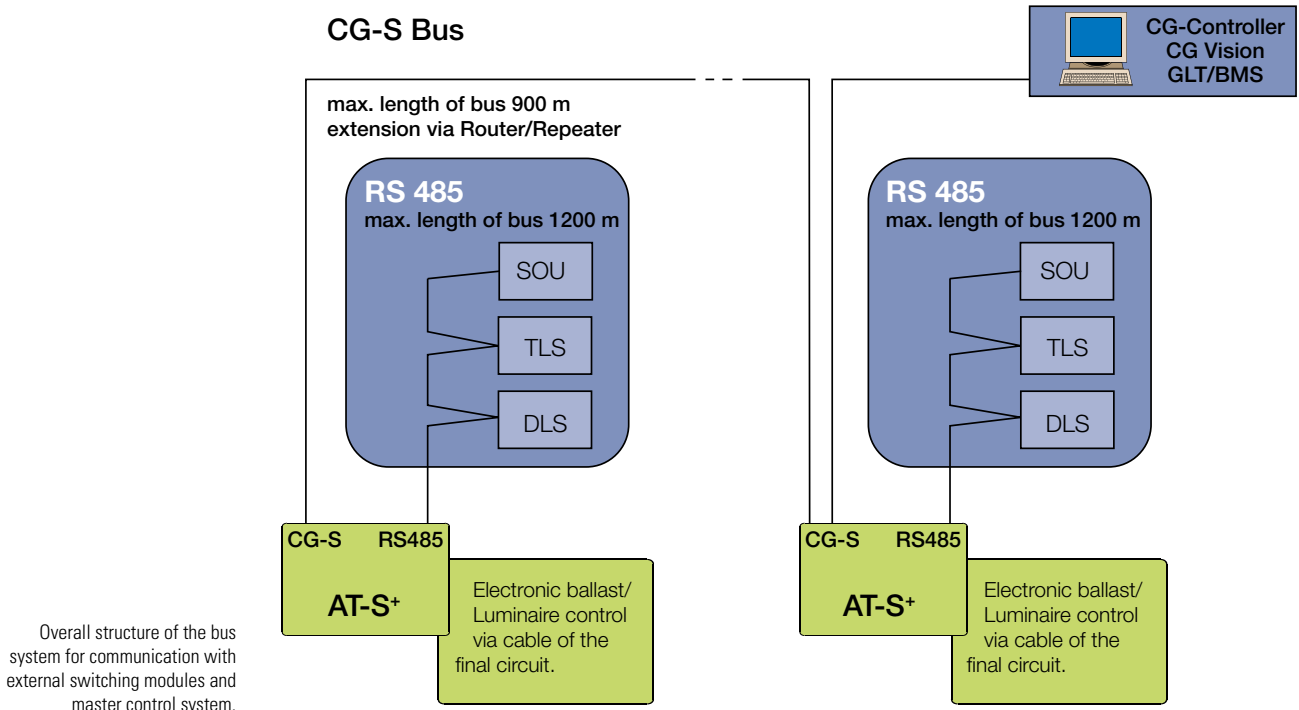 CG-S Bus
CG-Controller
CG Vision
GLT/BMS
max. length of bus 900 m
extension via Router/Repeater
RS 485
max. length of bus 1200 m
SOU
TLS
DLS
RS 485
max. length of bus 1200 m
SOU
TLS
DLS
CG-S RS485
AT-S+
Electronic ballast/
Luminaire control
via cable of the
final circuit.
CG-S RS485
AT-S+
Electronic ballast/
Luminaire control
via cable of the
final circuit.
Overall structure of the bus
system for communication with
external switching modules and
master control system.